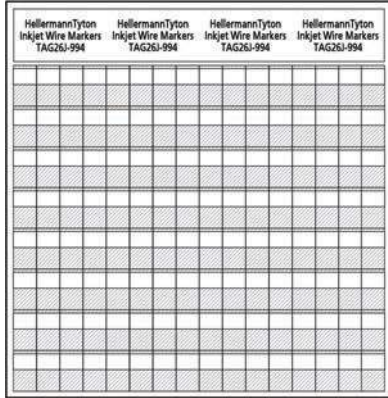 HellermannTyton HellermannTyton HellermannTyton HellermannTyton
Inkjet Wire Markers Inkjet Wire Markers Inkjet Wire Markers Inkjet Wire Markers
TAG26J-994 TAG26J-994 TAG26J-994 TAG26J-994